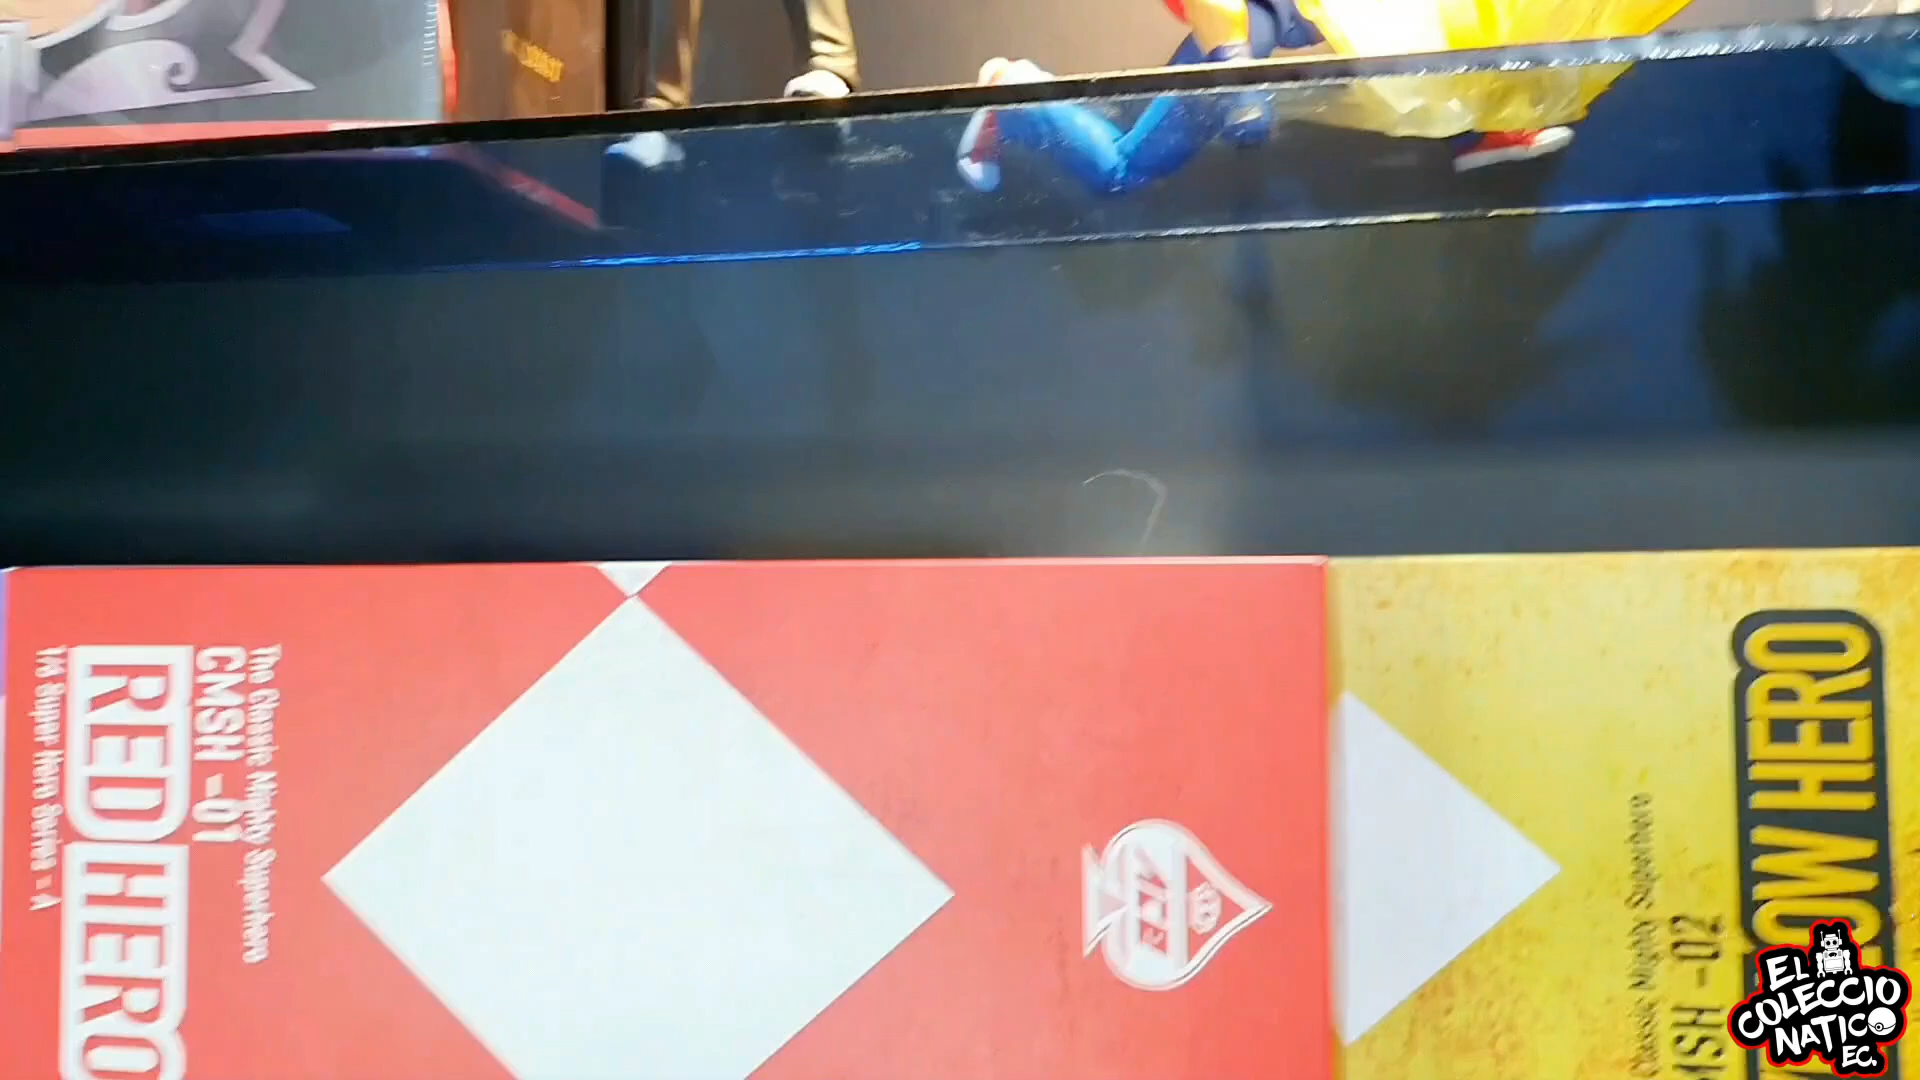 The Classic Mighty Superhero
CMSH -01
RED HERO
1/6 Super Hero Series - A
OW HERO
Classic Mighty Superhero
MSH -02
EL
COLECCIO
NATICO
EC.